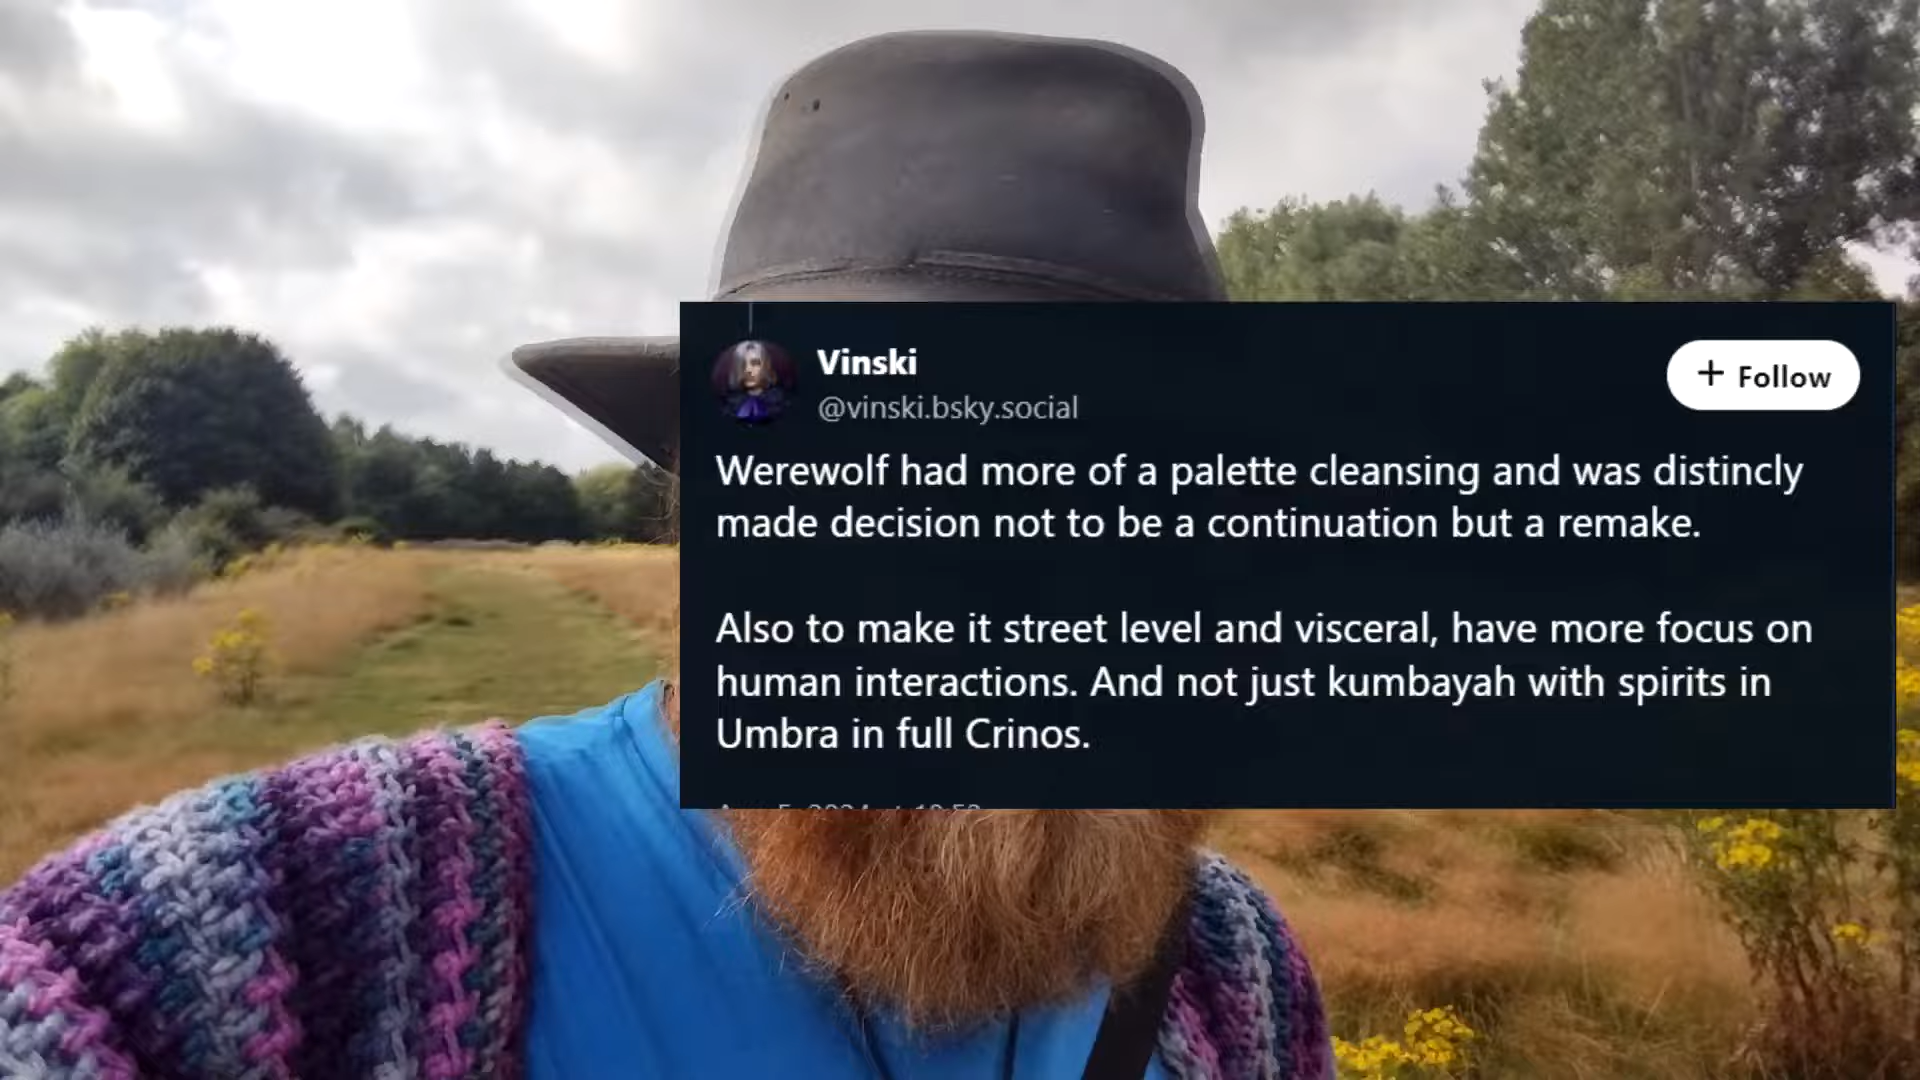 Vinski
@vinski.bsky.social
+ Follow
Werewolf had more of a palette cleansing and was distincly
made decision not to be a continuation but a remake.
Also to make it street level and visceral, have more focus on
human interactions. And not just kumbayah with spirits in
Umbra in full Crinos.